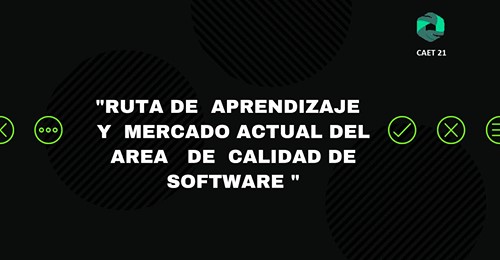 CAET 21
"RUTA DE APRENDIZAJE
Y MERCADO ACTUAL DEL
AREA DE CALIDAD DE
SOFTWARE "